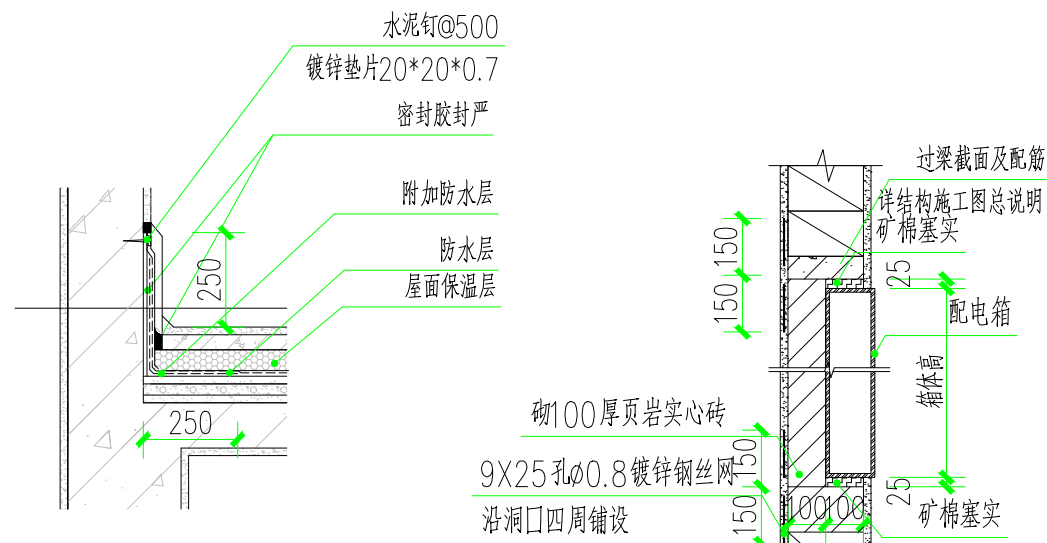 水泥钉@500
镀锌垫片20*20*0.7
密封胶封严
附加防水层
防水层
屋面保温层
250
250
过梁截面及配筋
详结构施工图总说明
矿棉塞实
150
150
25
配电箱
箱体高
砌100厚页岩实心砖
9X25孔ø0.8镀锌钢丝网
沿洞口四周铺设
150
150
100
100
25
矿棉塞实